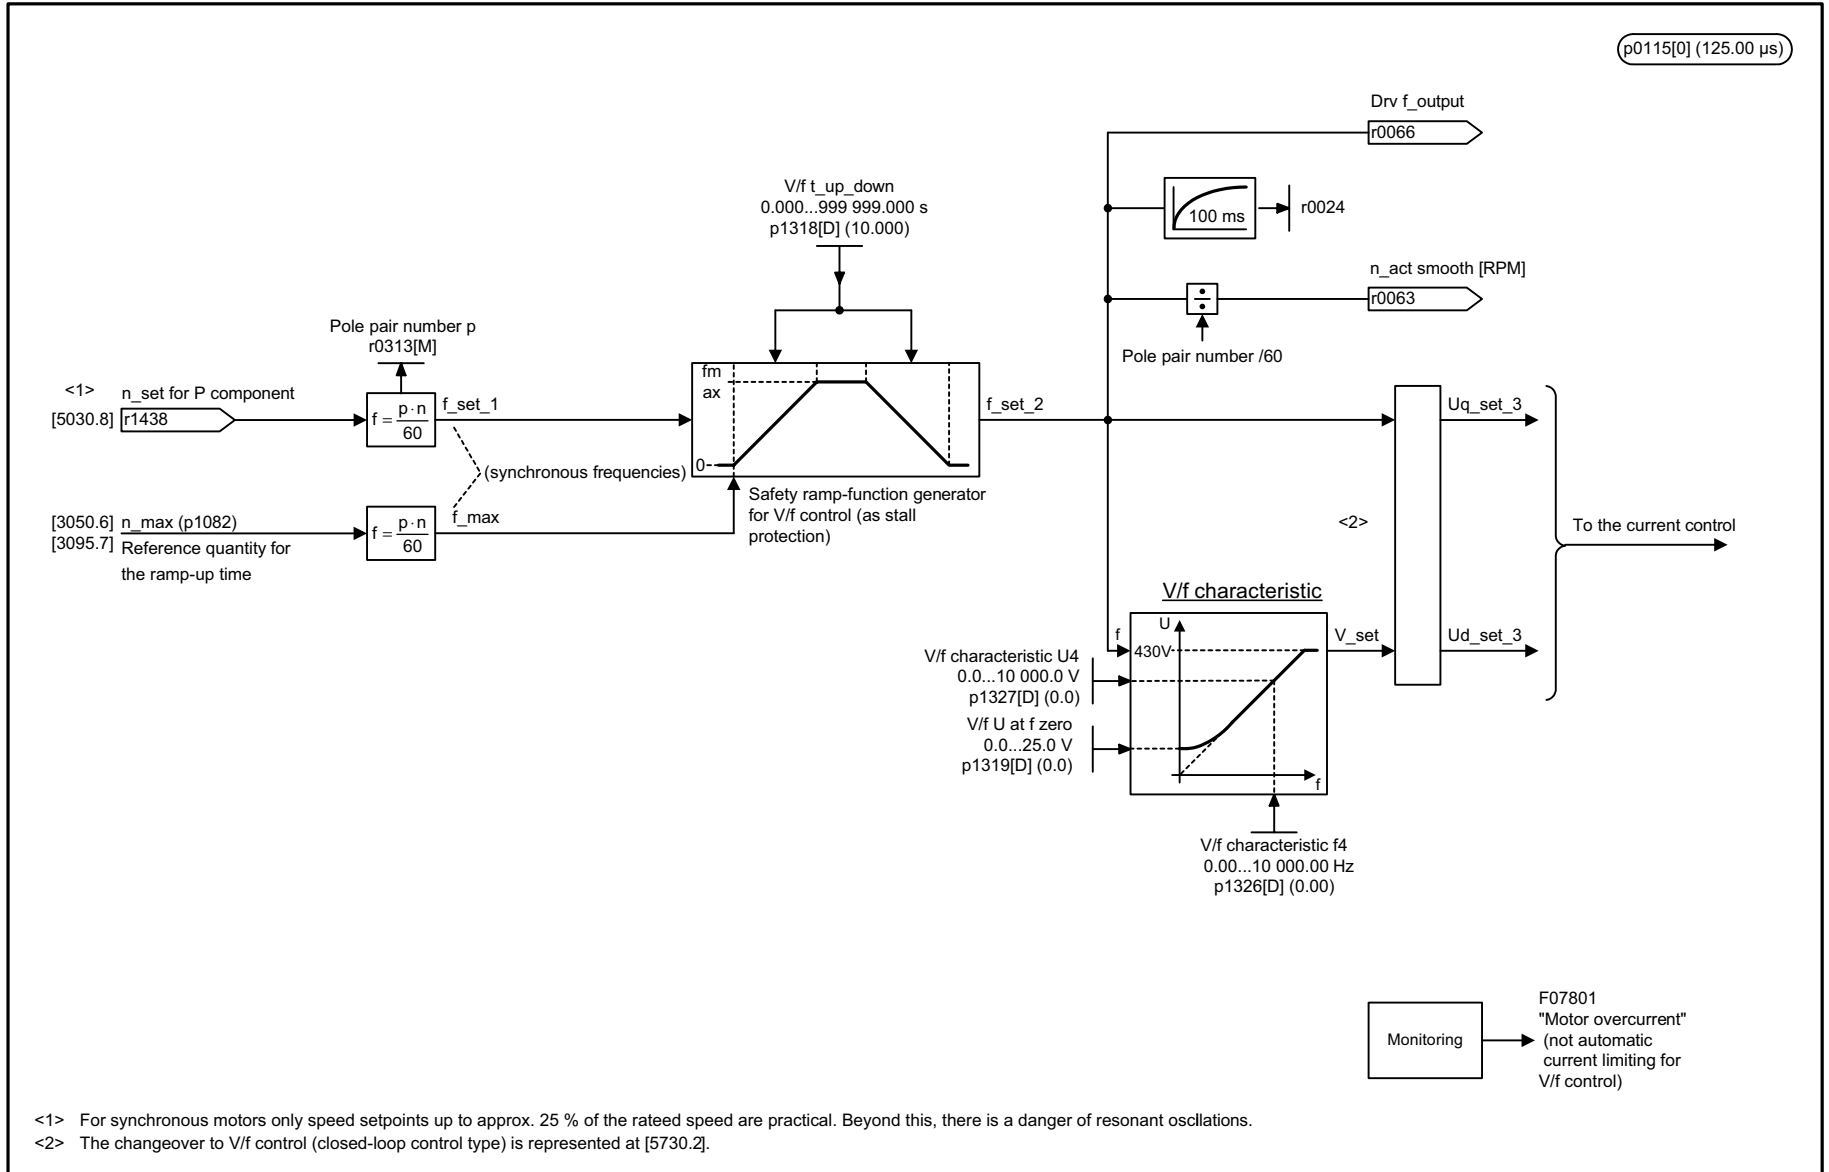 p0115[0] (125.00 µs)
Drv f_output
r0066
V/f t_up_down
0.000...999 999.000 s
p1318[D] (10.000)
100 ms
r0024
n_act smooth [RPM]
r0063
÷
Pole pair number /60
Pole pair number p
r0313[M]
<1>
n_set for P component
[5030.8]
r1438
f = p·n
60
f_set_1
fm
ax
0
f_set_2
Uq_set_3
(synchronous frequencies)
Safety ramp-function generator
for V/f control (as stall
protection)
[3050.6]
[3095.7]
n_max (p1082)
Reference quantity for
the ramp-up time
f = p·n
60
f_max
<2>
To the current control
V/f characteristic
f
U
430V
V_set
Ud_set_3
V/f characteristic U4
0.0...10 000.0 V
p1327[D] (0.0)
V/f U at f zero
0.0...25.0 V
p1319[D] (0.0)
f
V/f characteristic f4
0.00...10 000.00 Hz
p1326[D] (0.00)
Monitoring
F07801
"Motor overcurrent"
(not automatic
current limiting for
V/f control)
<1> For synchronous motors only speed setpoints up to approx. 25 % of the rateed speed are practical. Beyond this, there is a danger of resonant oscllations.
<2> The changeover to V/f control (closed-loop control type) is represented at [5730.2].